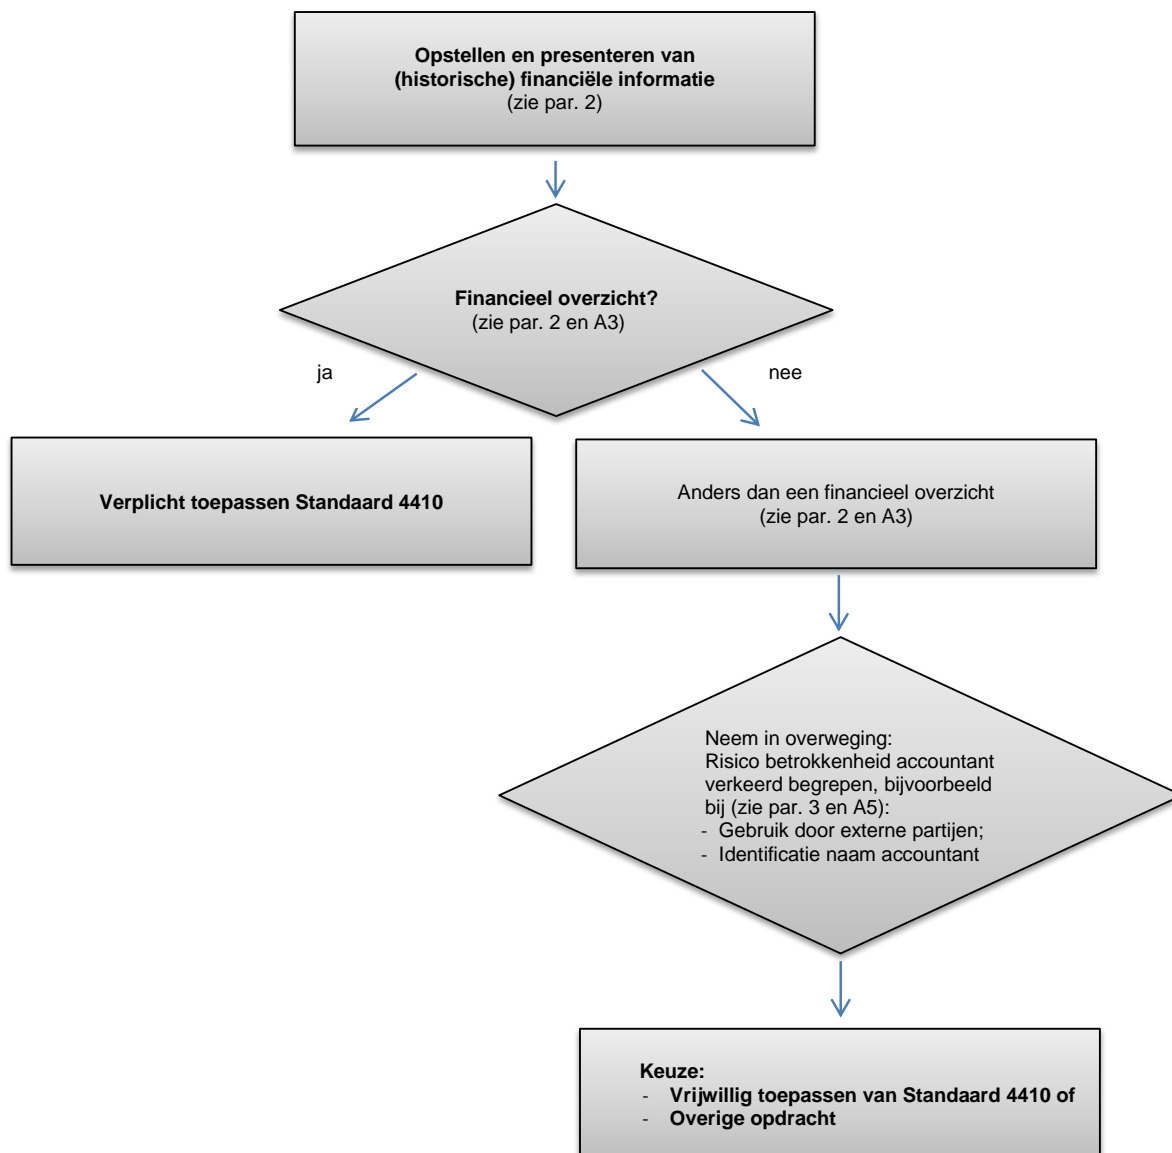 Opstellen en presenteren van
(historische) financiële informatie
(zie par. 2)
Financieel overzicht?
(zie par. 2 en A3)
ja
nee
Verplicht toepassen Standaard 4410
Anders dan een financieel overzicht
(zie par. 2 en A3)
Neem in overweging:
Risico betrokkenheid accountant
verkeerd begrepen, bijvoorbeeld
bij (zie par. 3 en A5):
- Gebruik door externe partijen;
- Identificatie naam accountant
Keuze:
- Vrijwillig toepassen van Standaard 4410 of
- Overige opdracht